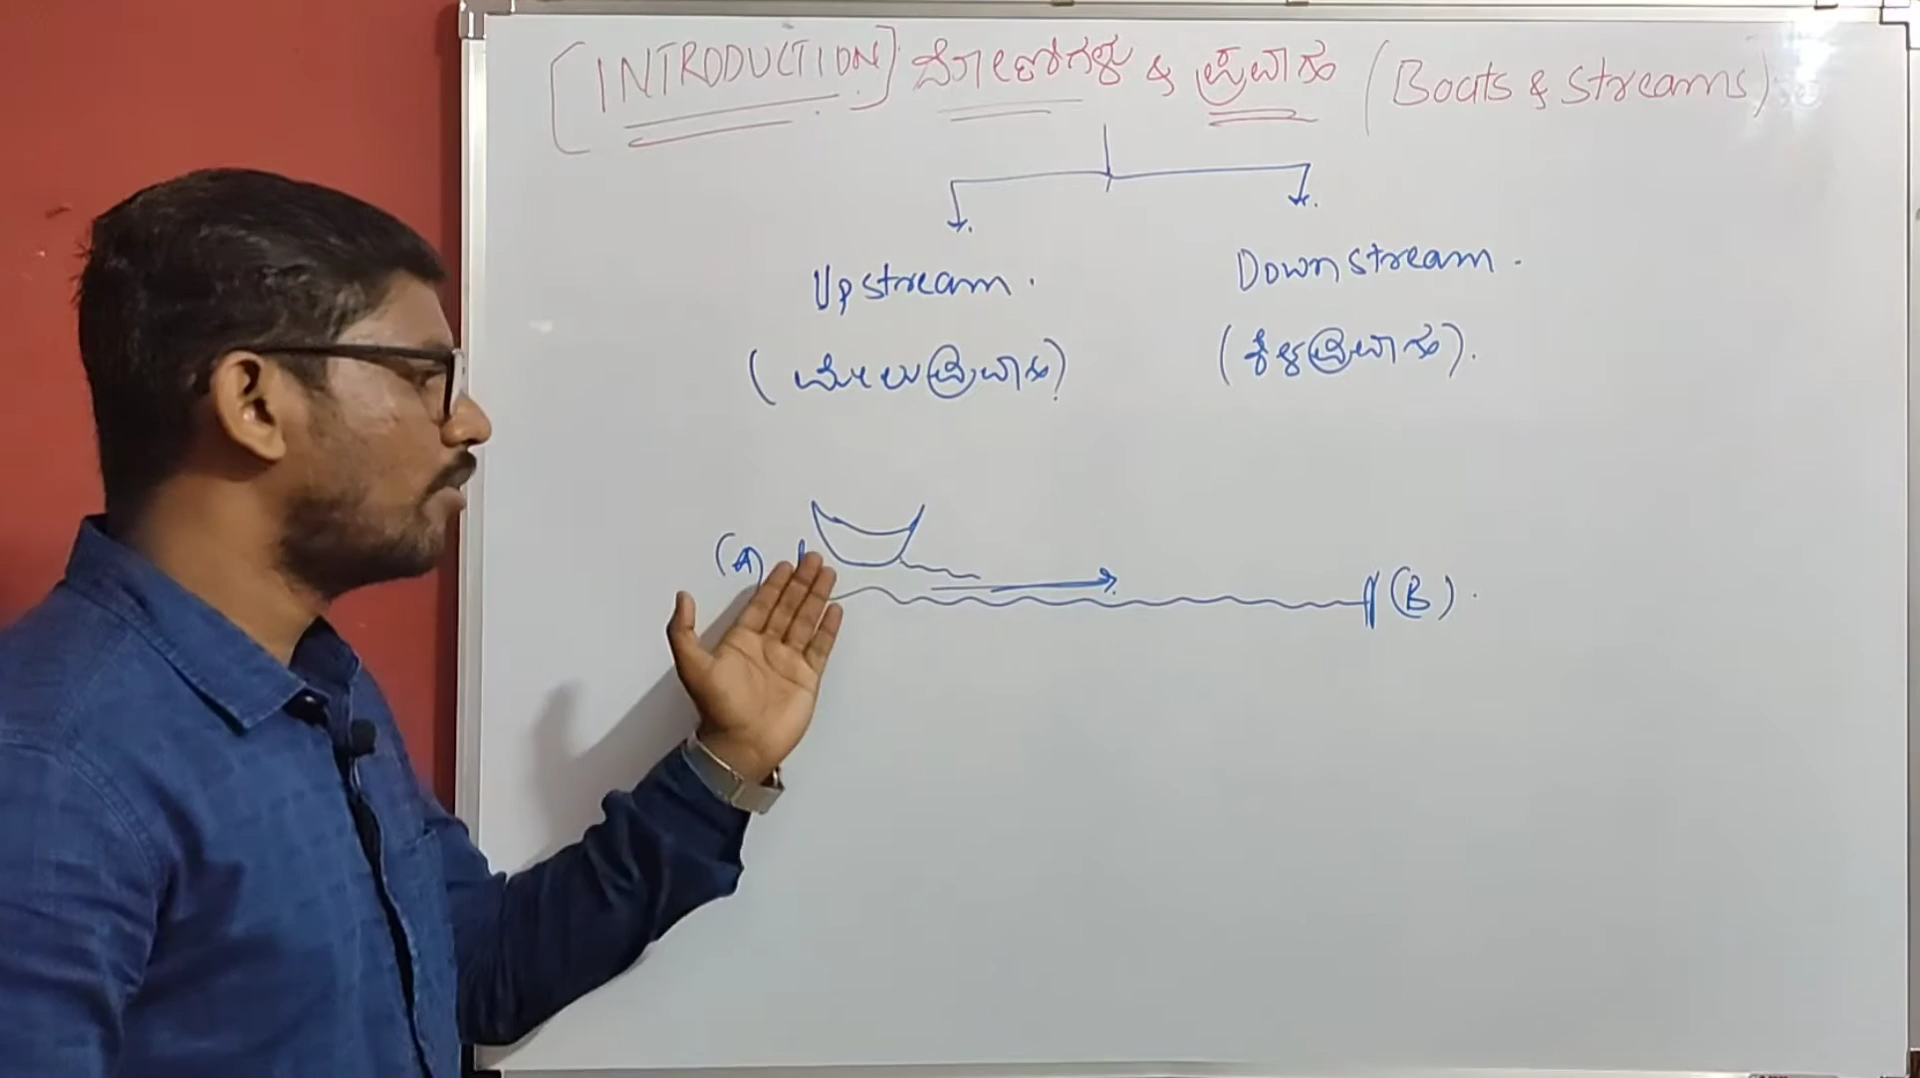 [INTRODUCTION] ದೋಣಿಗಳು & ಪ್ರವಾಹ (Boats & Streams)
Upstream. Downstream.
(ಮೇಲುಪ್ರವಾಹ) (ಕೆಳಪ್ರವಾಹ).
(A) (B).